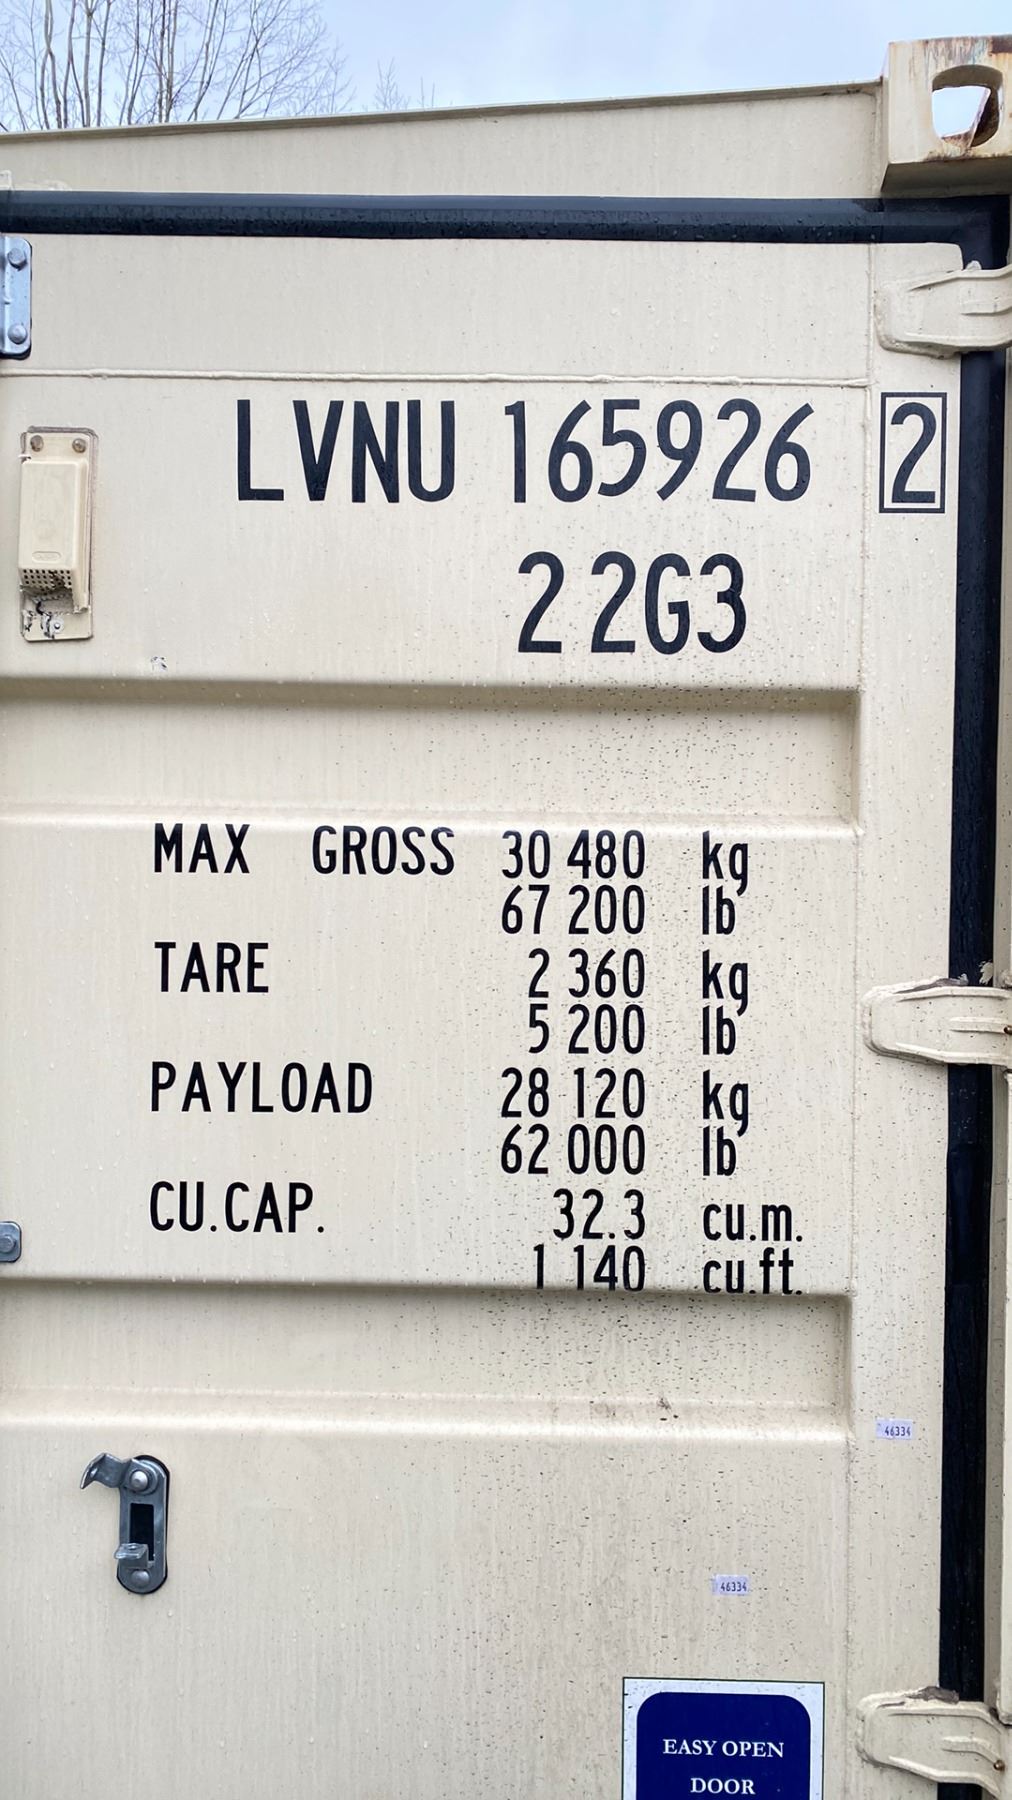 LVNU 165926 2
22G3
MAX GROSS 30 480 kg
67 200 lb
TARE 2 360 kg
5 200 lb
PAYLOAD 28 120 kg
62 000 lb
CU.CAP. 32.3 cu.m.
1 140 cu.ft.
46334
46334
EASY OPEN
DOOR